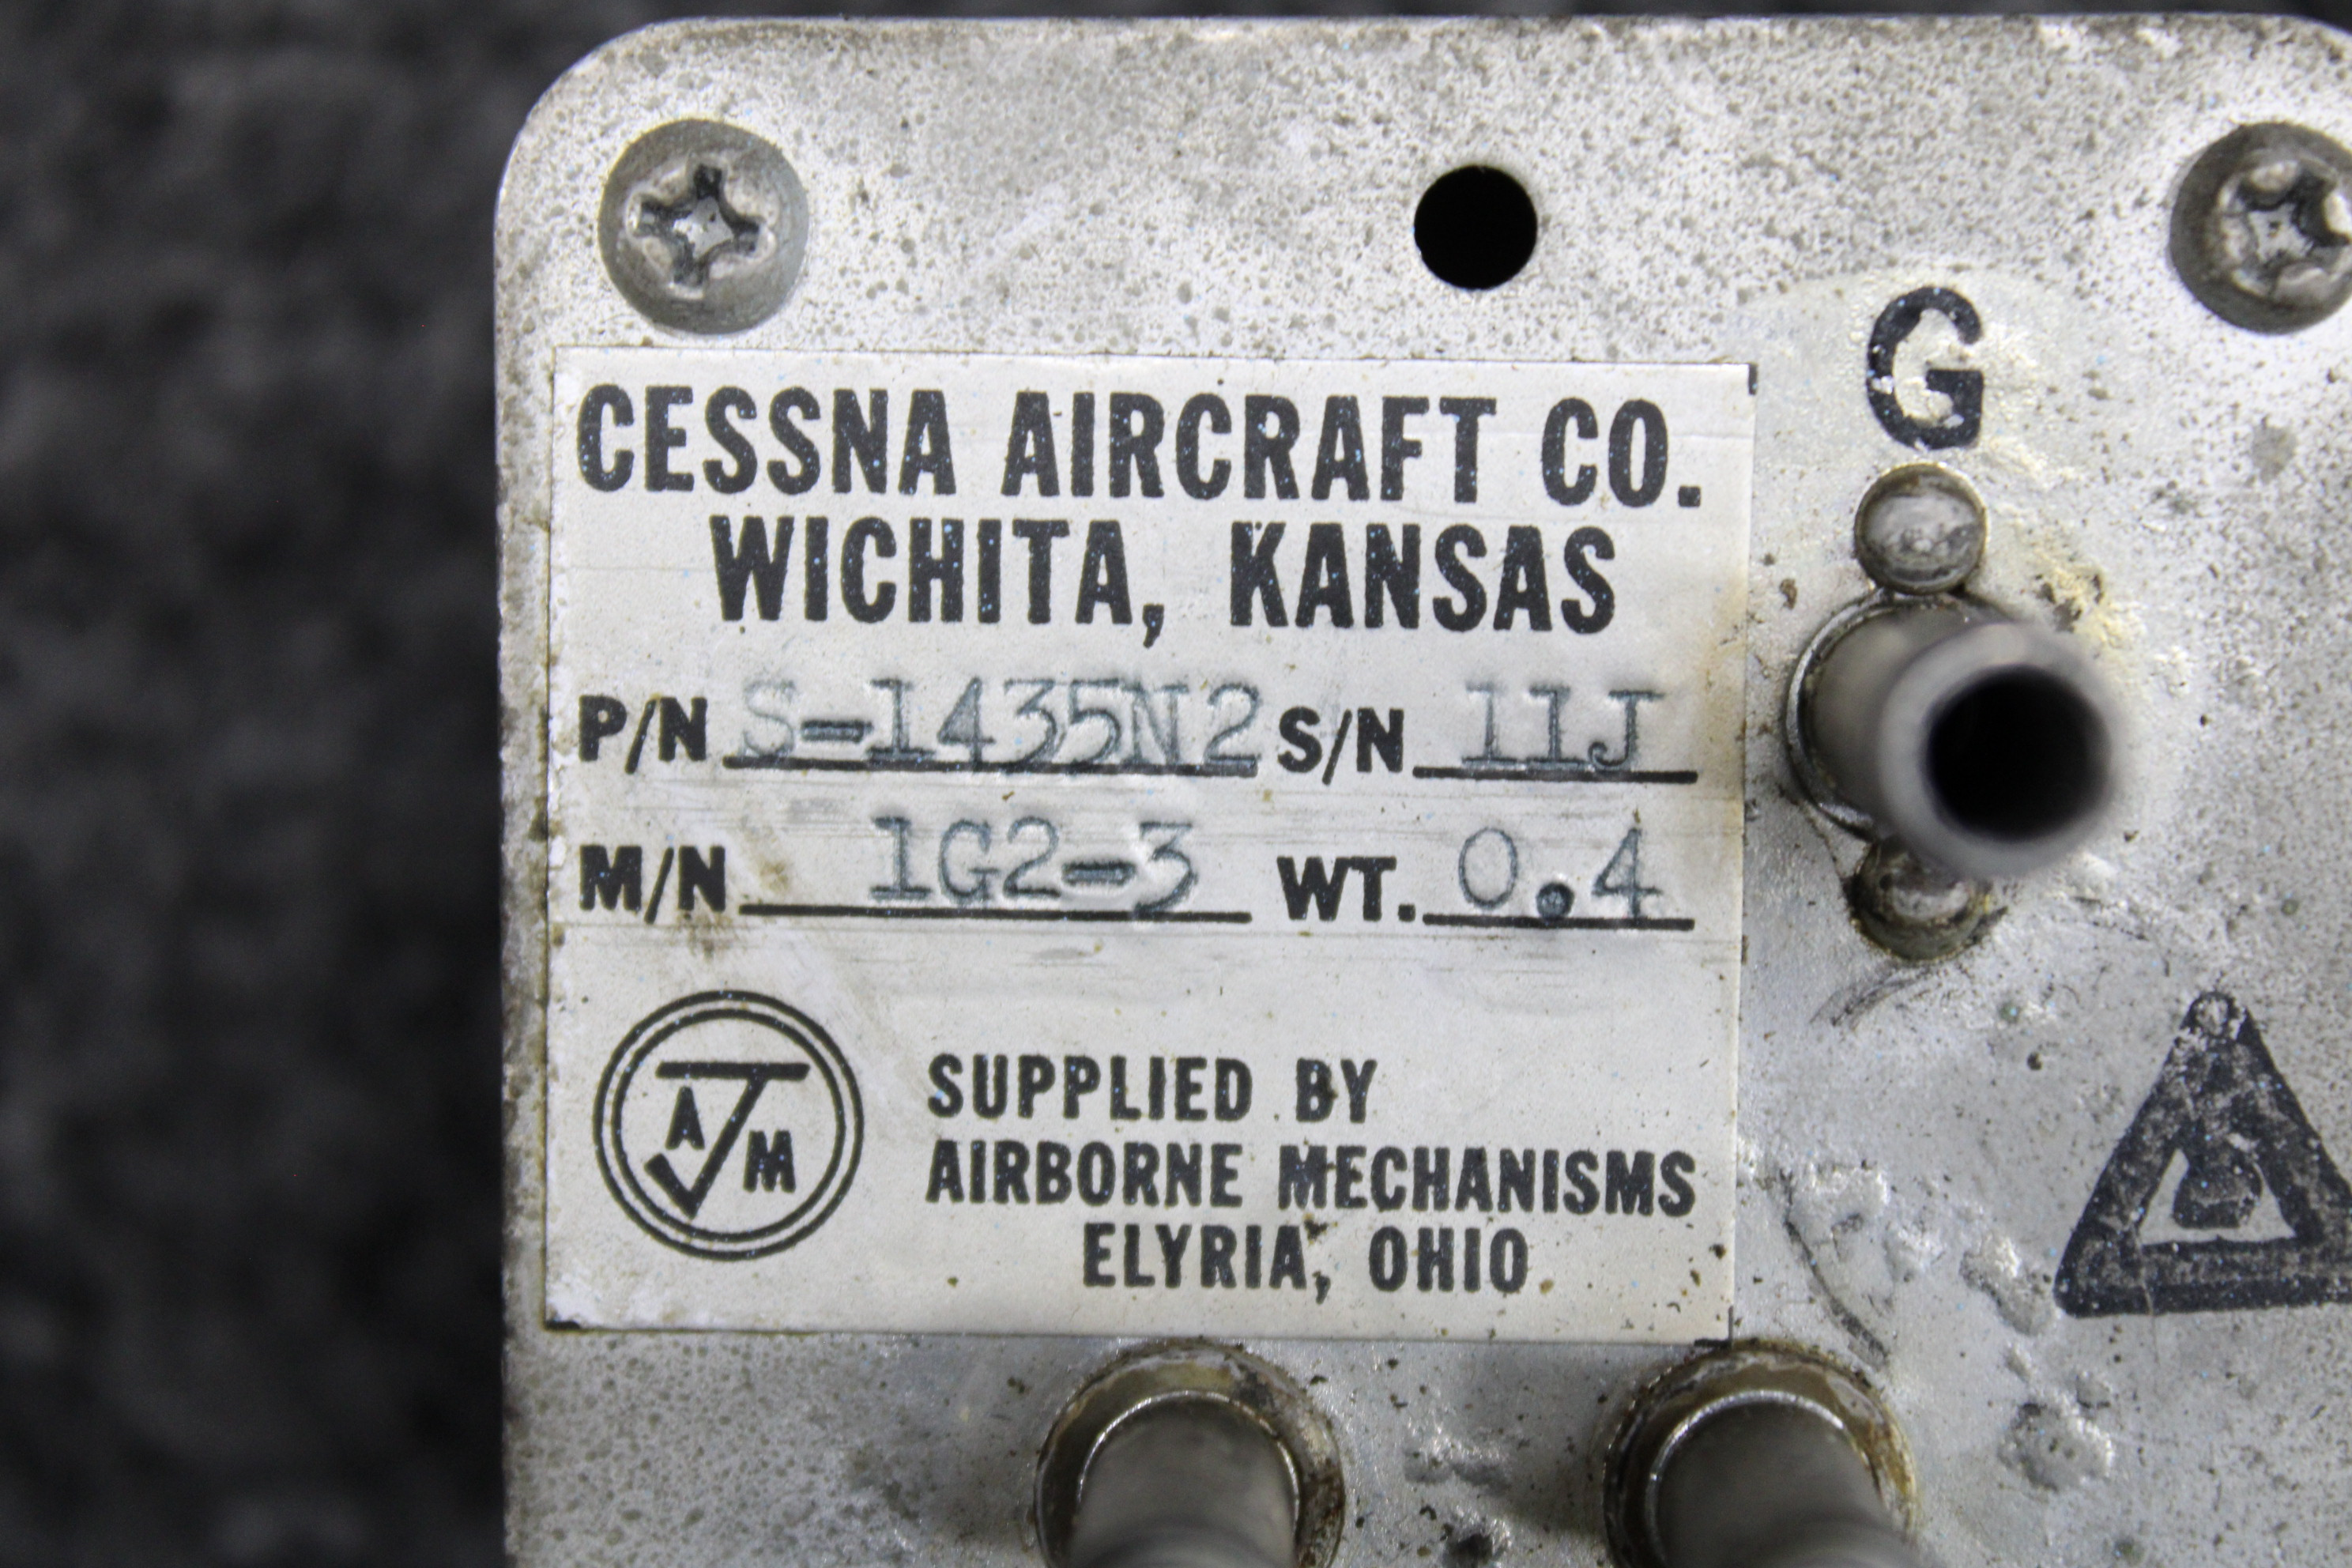 G
CESSNA AIRCRAFT CO.
WICHITA, KANSAS
P/N S-1435N2 S/N 11J
M/N 1G2-3 WT. 0.4
A M
SUPPLIED BY
AIRBORNE MECHANISMS
ELYRIA, OHIO